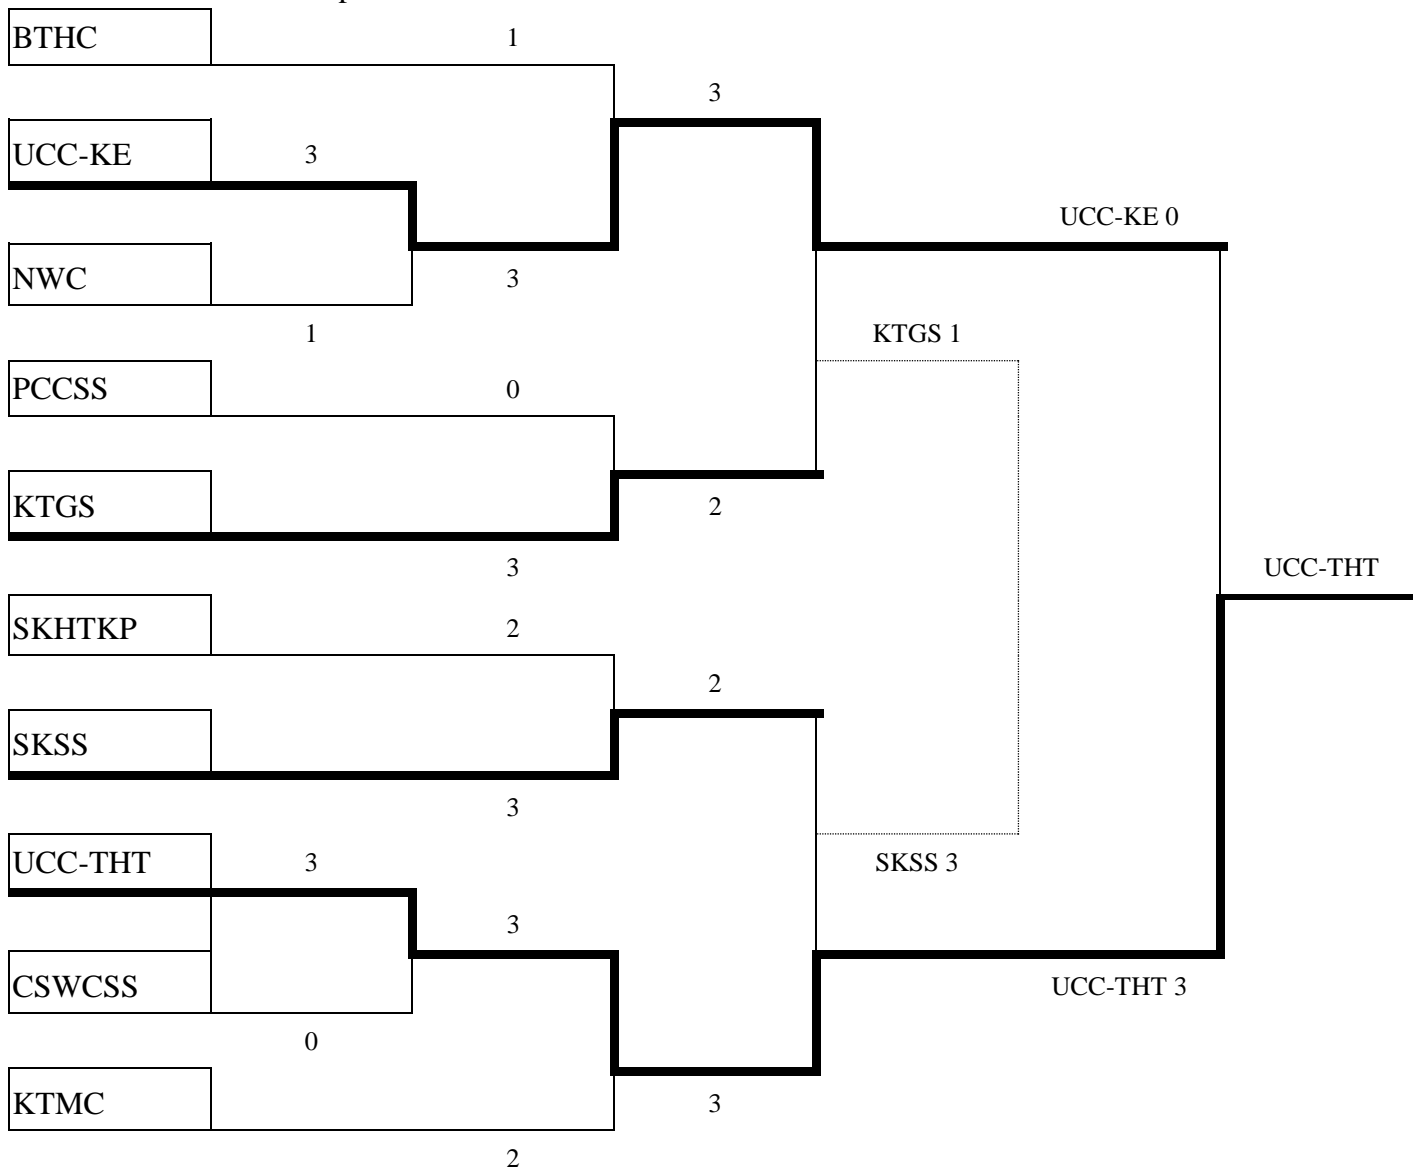 BTHC 1
3
UCC-KE 3
UCC-KE 0
NWC 3
1 KTGS 1
PCCSS 0
KTGS 2
3 UCC-THT
SKHTKP 2
2
SKSS
3
UCC-THT 3 SKSS 3
3
CSWCSS UCC-THT 3
0
KTMC 3
2